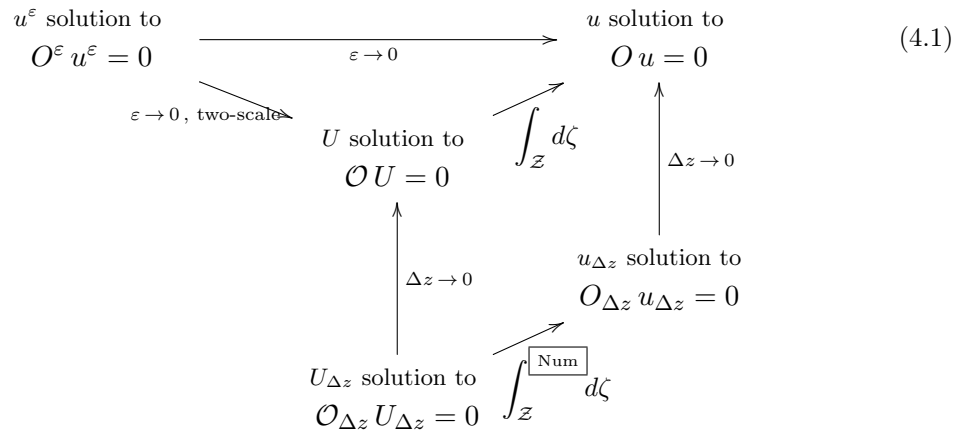 u^ε solution to
O^ε u^ε = 0
u solution to
O u = 0
(4.1)
ε→0
ε→0, two-scale
∫_𝒵 dζ
U solution to
𝒪 U = 0
Δz→0
Δz→0
u_{Δz} solution to
O_{Δz} u_{Δz} = 0
U_{Δz} solution to
𝒪_{Δz} U_{Δz} = 0
∫_𝒵^{Num} dζ